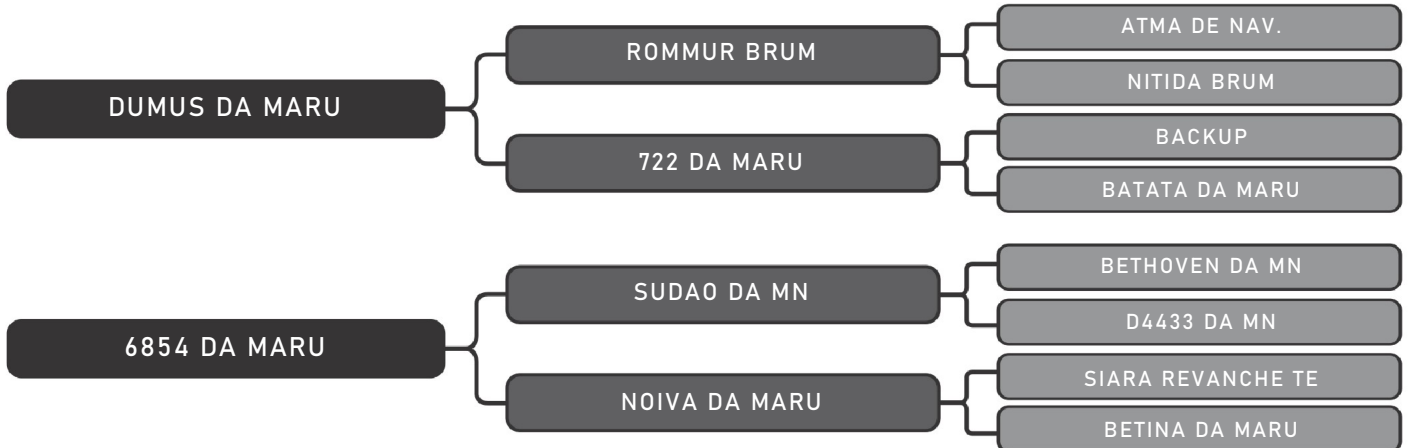 DUMUS DA MARU
ROMMUR BRUM
ATMA DE NAV.
NITIDA BRUM
722 DA MARU
BACKUP
BATATA DA MARU
6854 DA MARU
SUDAO DA MN
BETHOVEN DA MN
D4433 DA MN
NOIVA DA MARU
SIARA REVANCHE TE
BETINA DA MARU